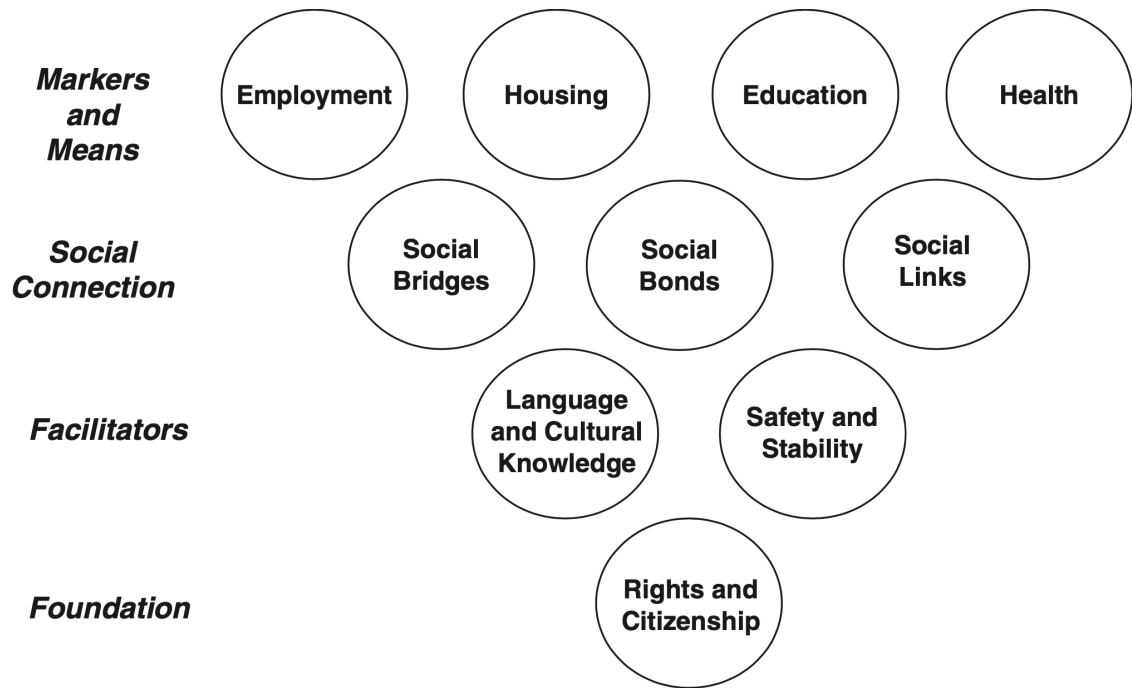 Markers
and
Means
Employment
Housing
Education
Health
Social
Connection
Social
Bridges
Social
Bonds
Social
Links
Facilitators
Language
and Cultural
Knowledge
Safety and
Stability
Foundation
Rights and
Citizenship